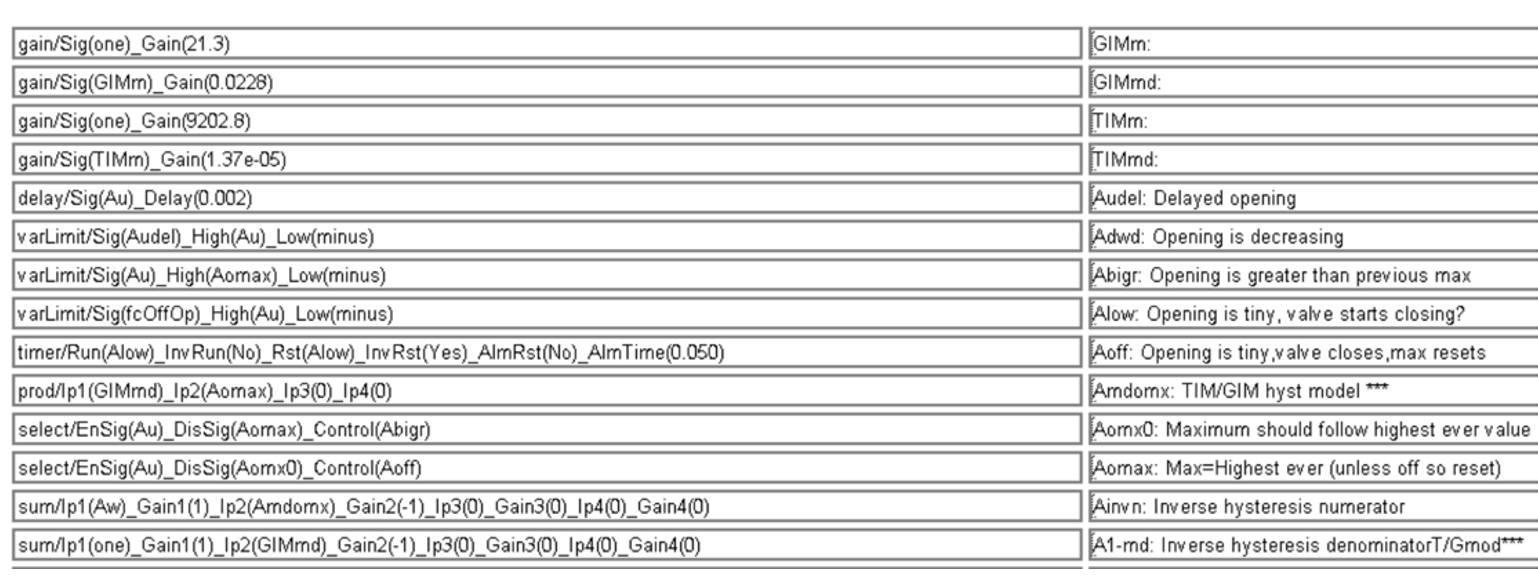 gain/Sig(one)_Gain(21.3) GIMm:
gain/Sig(GIMm)_Gain(0.0228) GIMmd:
gain/Sig(one)_Gain(9202.8) TIMm:
gain/Sig(TIMm)_Gain(1.37e-05) TIMmd:
delay/Sig(Au)_Delay(0.002) Audel: Delayed opening
varLimit/Sig(Audel)_High(Au)_Low(minus) Adwd: Opening is decreasing
varLimit/Sig(Au)_High(Aomax)_Low(minus) Abigr: Opening is greater than previous max
varLimit/Sig(fcOffOp)_High(Au)_Low(minus) Alow: Opening is tiny, valve starts closing?
timer/Run(Alow)_InvRun(No)_Rst(Alow)_InvRst(Yes)_AlmRst(No)_AlmTime(0.050) Aoff: Opening is tiny,valve closes,max resets
prod/Ip1(GIMmd)_Ip2(Aomax)_Ip3(0)_Ip4(0) Amdomx: TIM/GIM hyst model ***
select/EnSig(Au)_DisSig(Aomax)_Control(Abigr) Aomx0: Maximum should follow highest ever value
select/EnSig(Au)_DisSig(Aomx0)_Control(Aoff) Aomax: Max=Highest ever (unless off so reset)
sum/Ip1(Aw)_Gain1(1)_Ip2(Amdomx)_Gain2(-1)_Ip3(0)_Gain3(0)_Ip4(0)_Gain4(0) Ainvn: Inverse hysteresis numerator
sum/Ip1(one)_Gain1(1)_Ip2(GIMmd)_Gain2(-1)_Ip3(0)_Gain3(0)_Ip4(0)_Gain4(0) A1-md: Inverse hysteresis denominatorT/Gmod***